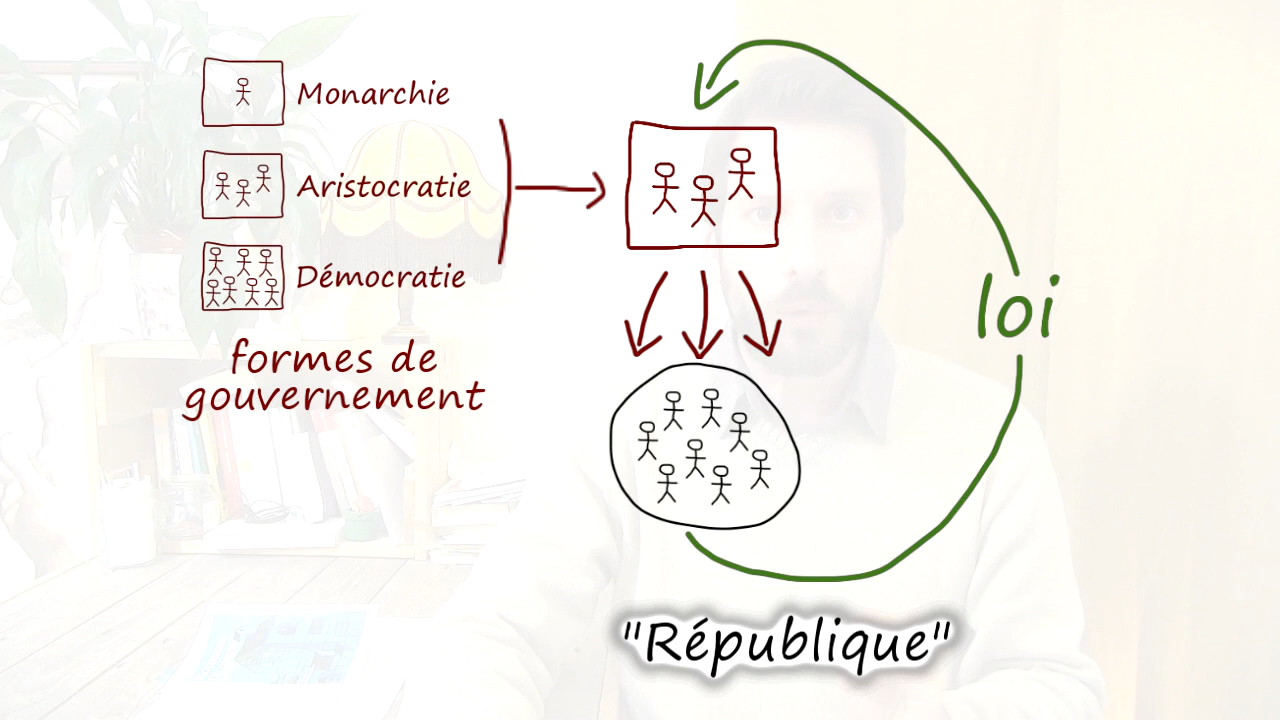 Monarchie
Aristocratie
Démocratie
formes de
gouvernement
loi
"République"